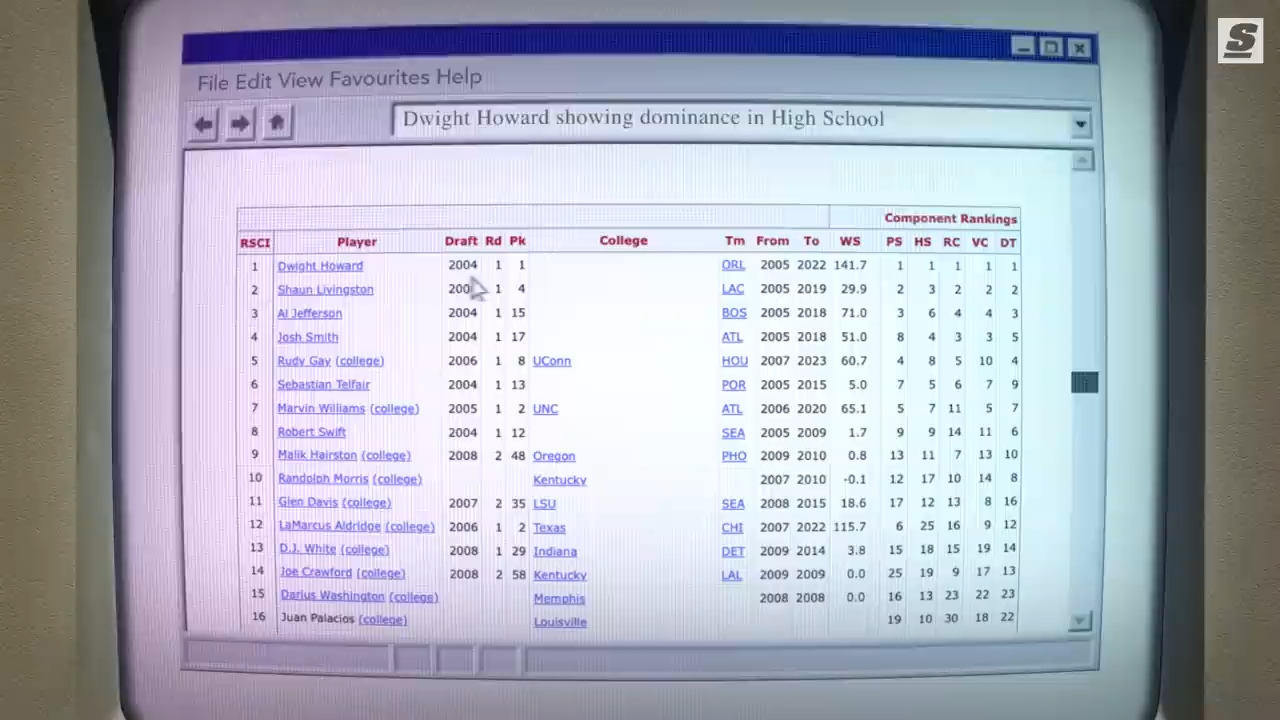 S
File Edit View Favourites Help
Dwight Howard showing dominance in High School
Component Rankings
RSCI Player Draft Rd Pk College Tm From To WS PS HS RC VC DT
1 Dwight Howard 2004 1 1 ORL 2005 2022 141.7 1 1 1 1 1
2 Shaun Livingston 200 1 4 LAC 2005 2019 29.9 2 3 2 2 2
3 Al Jefferson 2004 1 15 BOS 2005 2018 71.0 3 6 4 4 3
4 Josh Smith 2004 1 17 ATL 2005 2018 51.0 8 4 3 3 5
5 Rudy Gay (college) 2006 1 8 UConn HOU 2007 2023 60.7 4 8 5 10 4
6 Sebastian Telfair 2004 1 13 POR 2005 2015 5.0 7 5 6 7 9
7 Marvin Williams (college) 2005 1 2 UNC ATL 2006 2020 65.1 5 7 11 5 7
8 Robert Swift 2004 1 12 SEA 2005 2009 1.7 9 9 14 11 6
9 Malik Hairston (college) 2008 2 48 Oregon PHO 2009 2010 0.8 13 11 7 13 10
10 Randolph Morris (college) Kentucky 2007 2010 -0.1 12 17 10 14 8
11 Glen Davis (college) 2007 2 35 LSU SEA 2008 2015 18.6 17 12 13 8 16
12 LaMarcus Aldridge (college) 2006 1 2 Texas CHI 2007 2022 115.7 6 25 16 9 12
13 D.J. White (college) 2008 1 29 Indiana DET 2009 2014 3.8 15 18 15 19 14
14 Joe Crawford (college) 2008 2 58 Kentucky LAL 2009 2009 0.0 25 19 9 17 13
15 Darius Washington (college) Memphis 2008 2008 0.0 16 13 23 22 23
16 Juan Palacios (college) Louisville 19 10 30 18 22